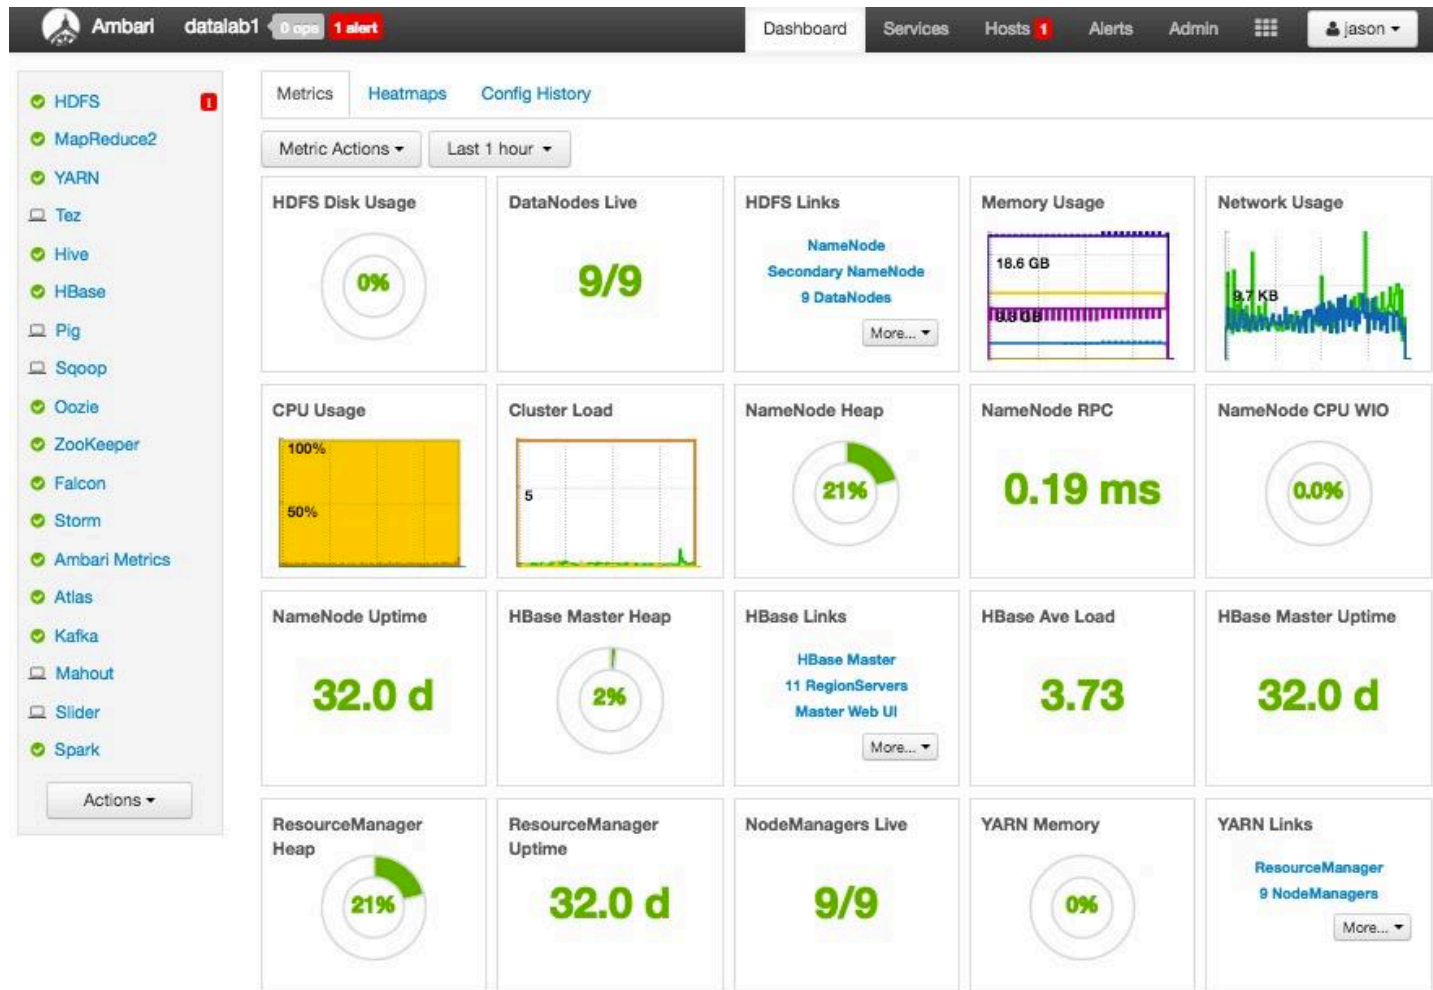 Ambari datalab1 0 ops 1 alert Dashboard Services Hosts 1 Alerts Admin jason
HDFS 1
MapReduce2
YARN
Tez
Hive
HBase
Pig
Sqoop
Oozie
ZooKeeper
Falcon
Storm
Ambari Metrics
Atlas
Kafka
Mahout
Slider
Spark
Actions
Metrics Heatmaps Config History
Metric Actions Last 1 hour
HDFS Disk Usage
0%
DataNodes Live
9/9
HDFS Links
NameNode
Secondary NameNode
9 DataNodes
More...
Memory Usage
18.6 GB
9.3 GB
Network Usage
9.7 KB
CPU Usage
100%
50%
Cluster Load
5
NameNode Heap
21%
NameNode RPC
0.19 ms
NameNode CPU WIO
0.0%
NameNode Uptime
32.0 d
HBase Master Heap
2%
HBase Links
HBase Master
11 RegionServers
Master Web UI
More...
HBase Ave Load
3.73
HBase Master Uptime
32.0 d
ResourceManager
Heap
21%
ResourceManager
Uptime
32.0 d
NodeManagers Live
9/9
YARN Memory
0%
YARN Links
ResourceManager
9 NodeManagers
More...